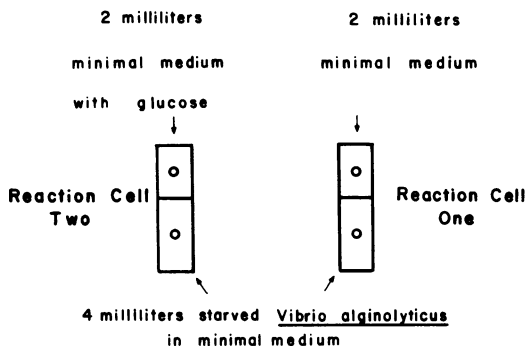 2 milliliters
minimal medium
with glucose
2 milliliters
minimal medium
Reaction Cell
Two
Reaction Cell
One
4 milliliters starved Vibrio alginolyticus
in minimal medium